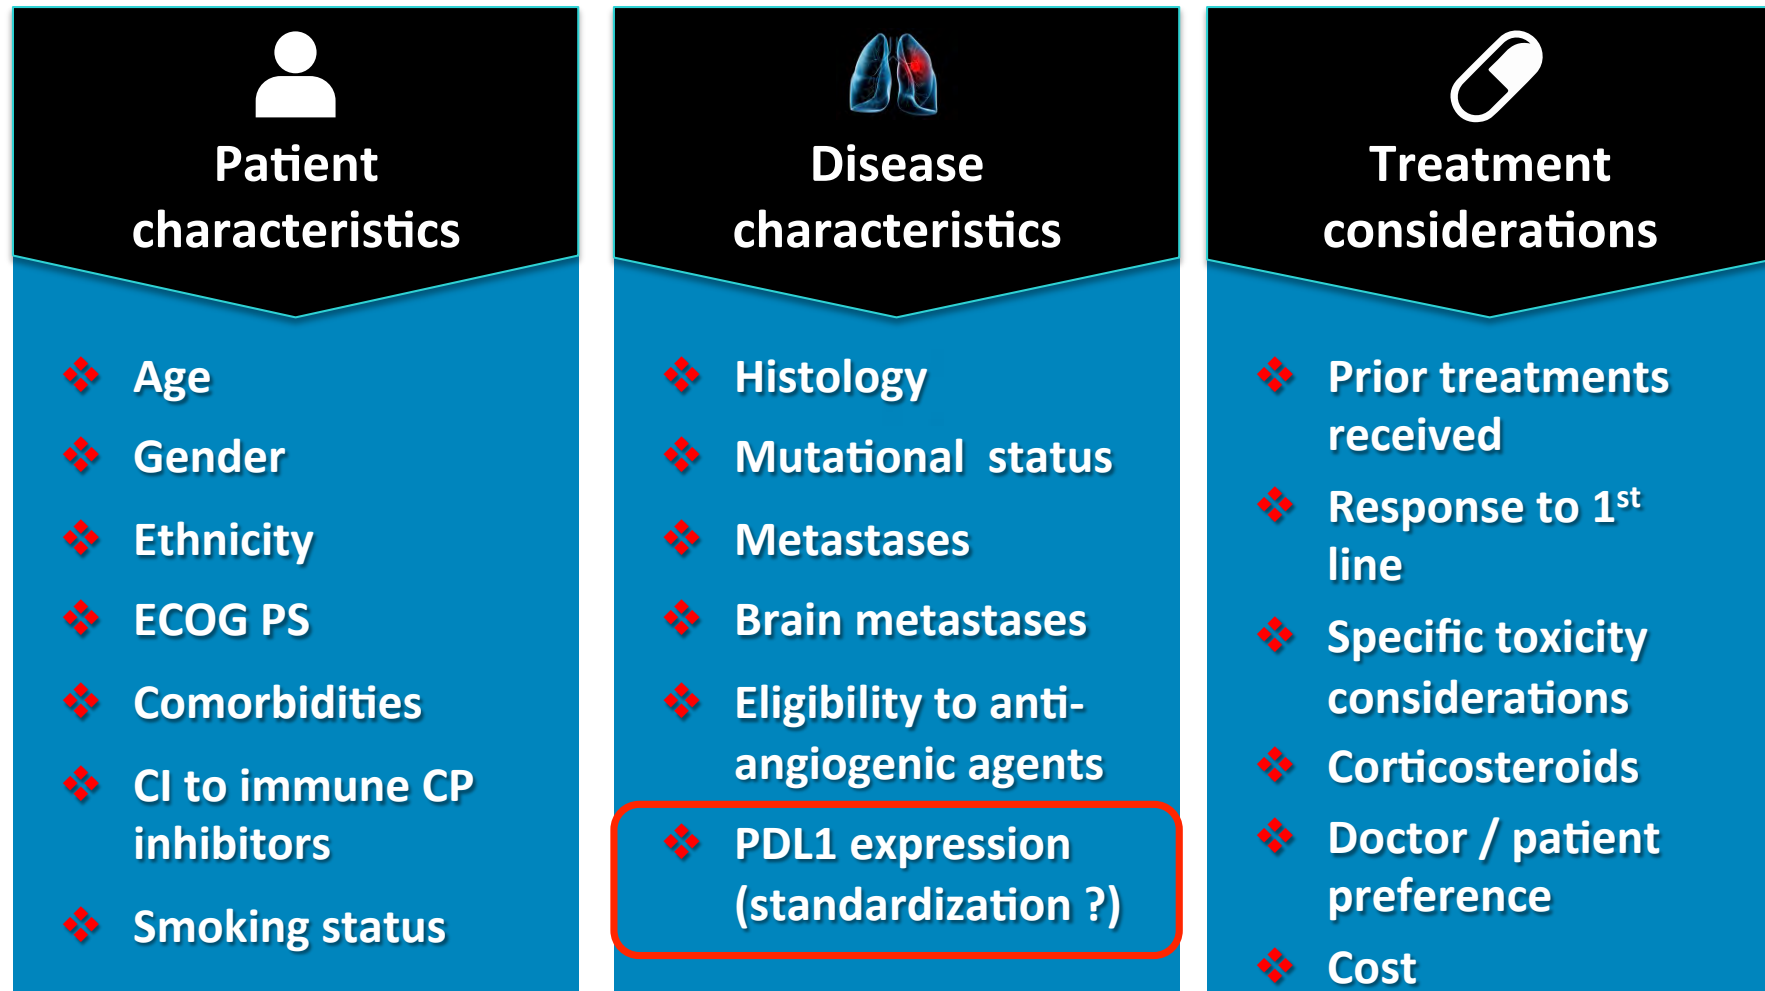 Patient
characteristics
Age
Gender
Ethnicity
ECOG PS
Comorbidities
CI to immune CP
inhibitors
Smoking status
Disease
characteristics
Histology
Mutational status
Metastases
Brain metastases
Eligibility to anti-
angiogenic agents
PDL1 expression
(standardization ?)
Treatment
considerations
Prior treatments
received
Response to 1st
line
Specific toxicity
considerations
Corticosteroids
Doctor / patient
preference
Cost